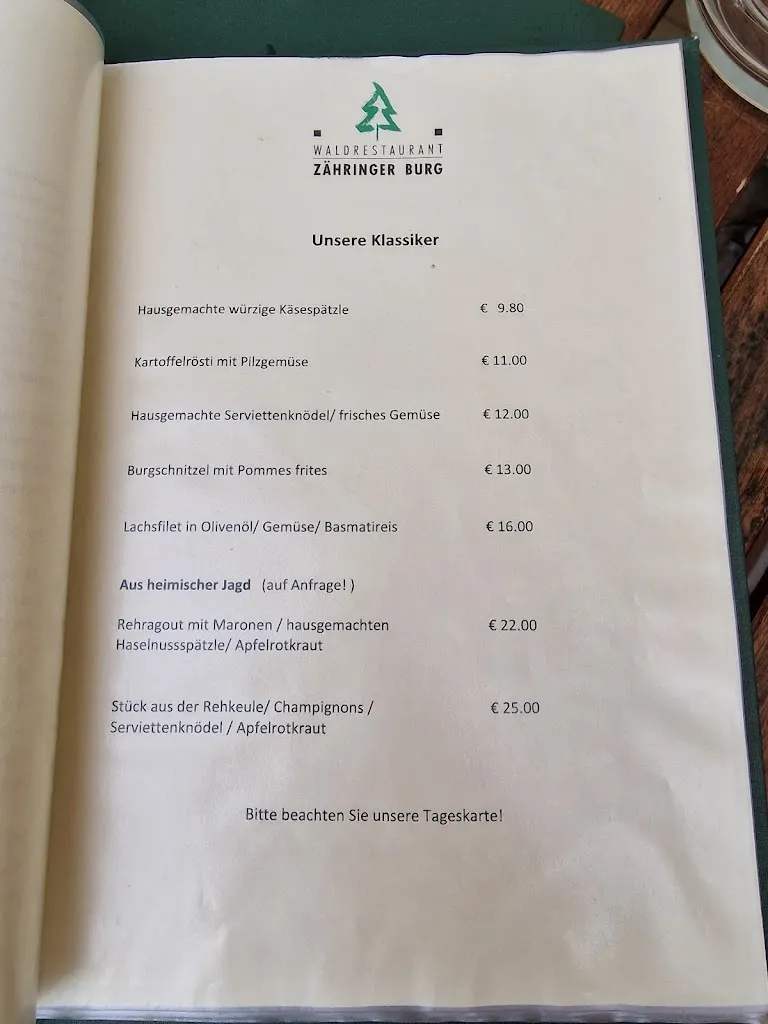 WALDRESTAURANT
ZÄHRINGER BURG
Unsere Klassiker
Hausgemachte würzige Käsespätzle € 9.80
Kartoffelrösti mit Pilzgemüse € 11.00
Hausgemachte Serviettenknödel/ frisches Gemüse € 12.00
Burgschnitzel mit Pommes frites € 13.00
Lachsfilet in Olivenöl/ Gemüse/ Basmatireis € 16.00
Aus heimischer Jagd (auf Anfrage! )
Rehragout mit Maronen / hausgemachten € 22.00
Haselnussspätzle/ Apfelrotkraut
Stück aus der Rehkeule/ Champignons / € 25.00
Serviettenknödel / Apfelrotkraut
Bitte beachten Sie unsere Tageskarte!